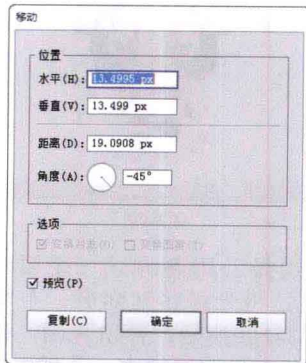 移动
位置
水平(H): 13.4995 px
垂直(V): 13.499 px
距离(D): 19.0908 px
角度(A): -45°
选项
预览(P)
复制(C) 确定 取消